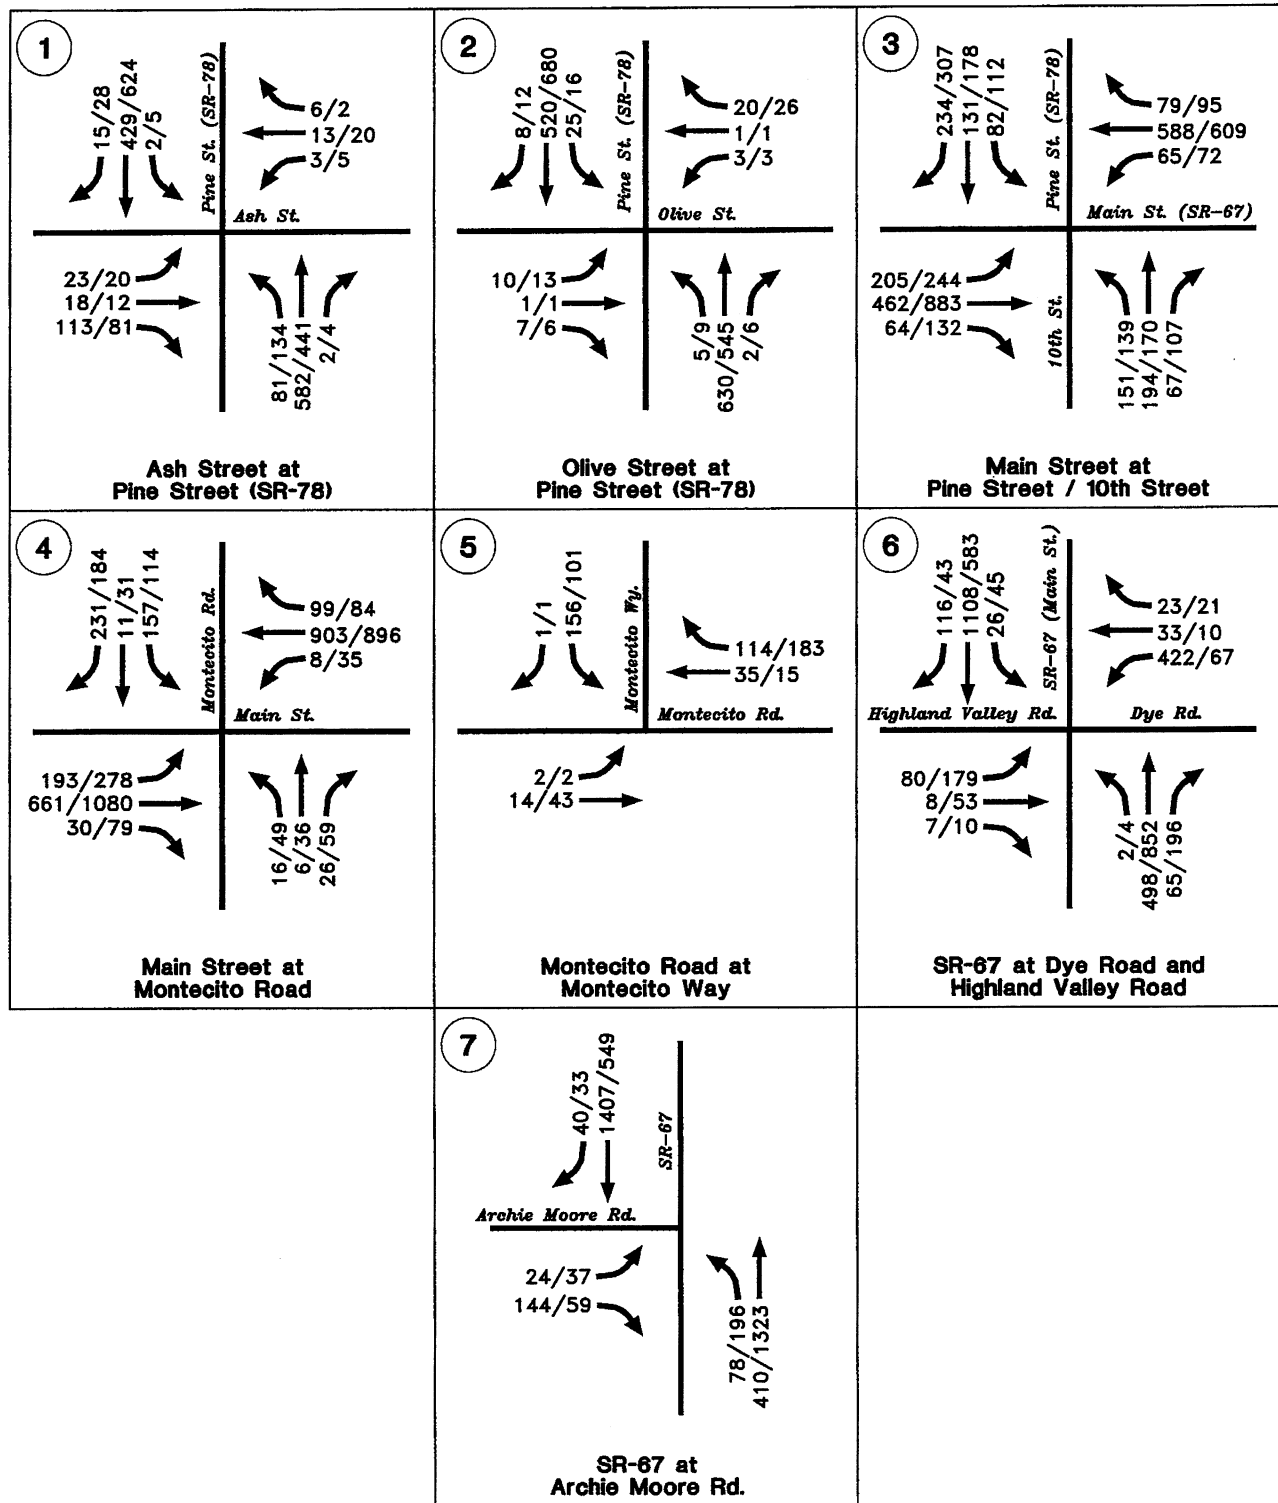 1
15/28
429/624
2/5
Pine St. (SR-78)
6/2
13/20
3/5
Ash St.
23/20
18/12
113/81
81/134
582/441
2/4
Ash Street at
Pine Street (SR-78)
2
8/12
520/680
25/16
Pine St. (SR-78)
20/26
1/1
3/3
Olive St.
10/13
1/1
7/6
5/9
630/545
2/6
Olive Street at
Pine Street (SR-78)
3
234/307
131/178
82/112
Pine St. (SR-78)
79/95
588/609
65/72
Main St. (SR-67)
205/244
462/883
64/132
10th St.
151/139
194/170
67/107
Main Street at
Pine Street / 10th Street
4
231/184
11/31
157/114
Montecito Rd.
99/84
903/896
8/35
Main St.
193/278
661/1080
30/79
16/49
6/36
26/59
Main Street at
Montecito Road
5
1/1
156/101
Montecito Wy.
114/183
35/15
Montecito Rd.
2/2
14/43
Montecito Road at
Montecito Way
6
116/43
1108/583
26/45
SR-67 (Main St.)
23/21
33/10
422/67
Highland Valley Rd.
Dye Rd.
80/179
8/53
7/10
2/4
498/852
65/196
SR-67 at Dye Road and
Highland Valley Road
7
40/33
1407/549
SR-67
Archie Moore Rd.
24/37
144/59
78/196
410/1323
SR-67 at
Archie Moore Rd.